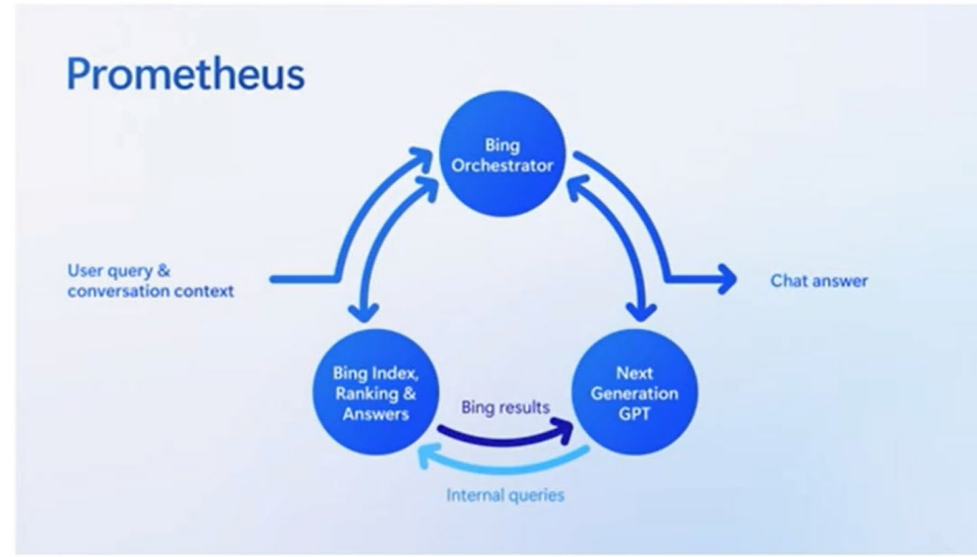 Prometheus
Bing
Orchestrator
User query &
conversation context
Chat answer
Bing Index,
Ranking &
Answers
Bing results
Next
Generation
GPT
Internal queries